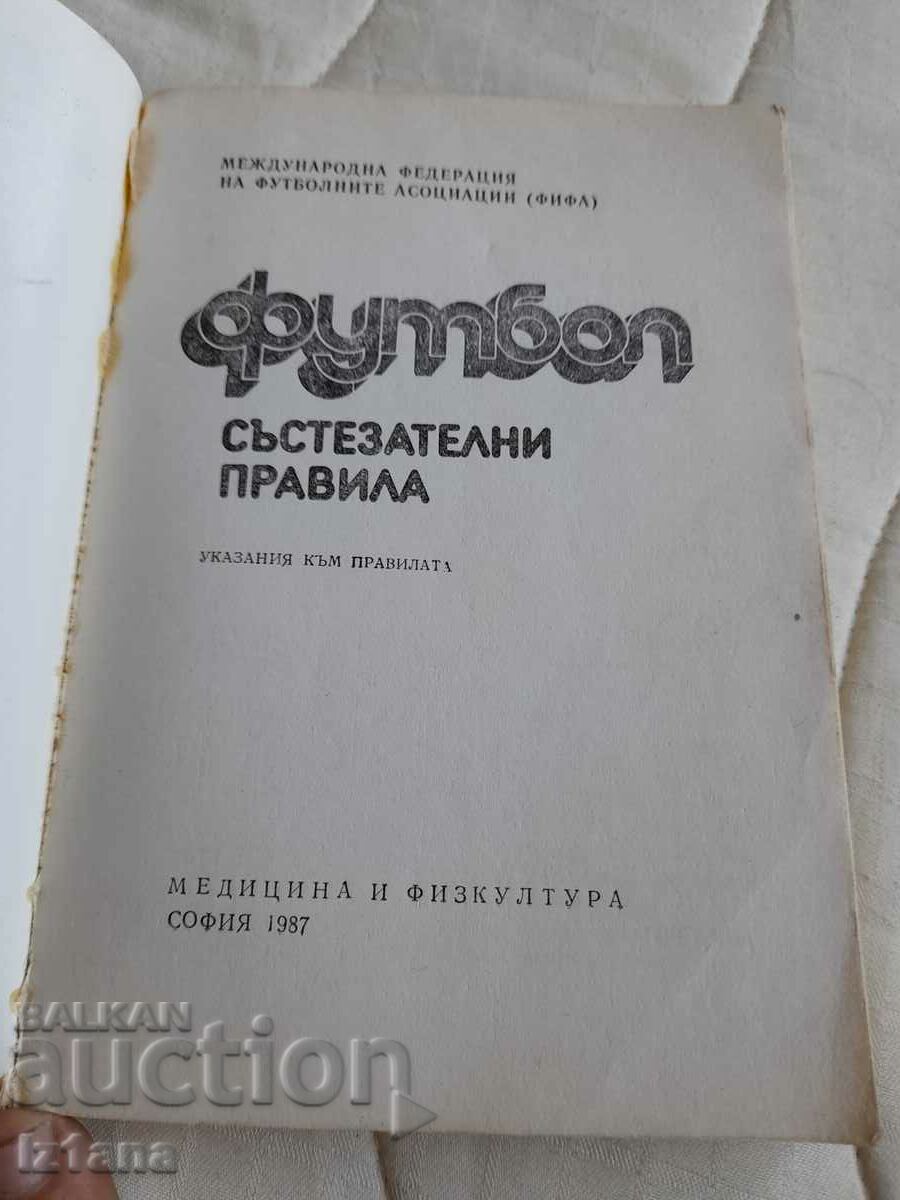 МЕЖДУНАРОДНА ФЕДЕРАЦИЯ
НА ФУТБОЛНИТЕ АСОЦИАЦИИ (ФИФА)
футбол
СЪСТЕЗАТЕЛНИ
ПРАВИЛА
УКАЗАНИЯ КЪМ ПРАВИЛАТА
МЕДИЦИНА И ФИЗКУЛТУРА
СОФИЯ 1987
BALKAN
auction
iz1ana